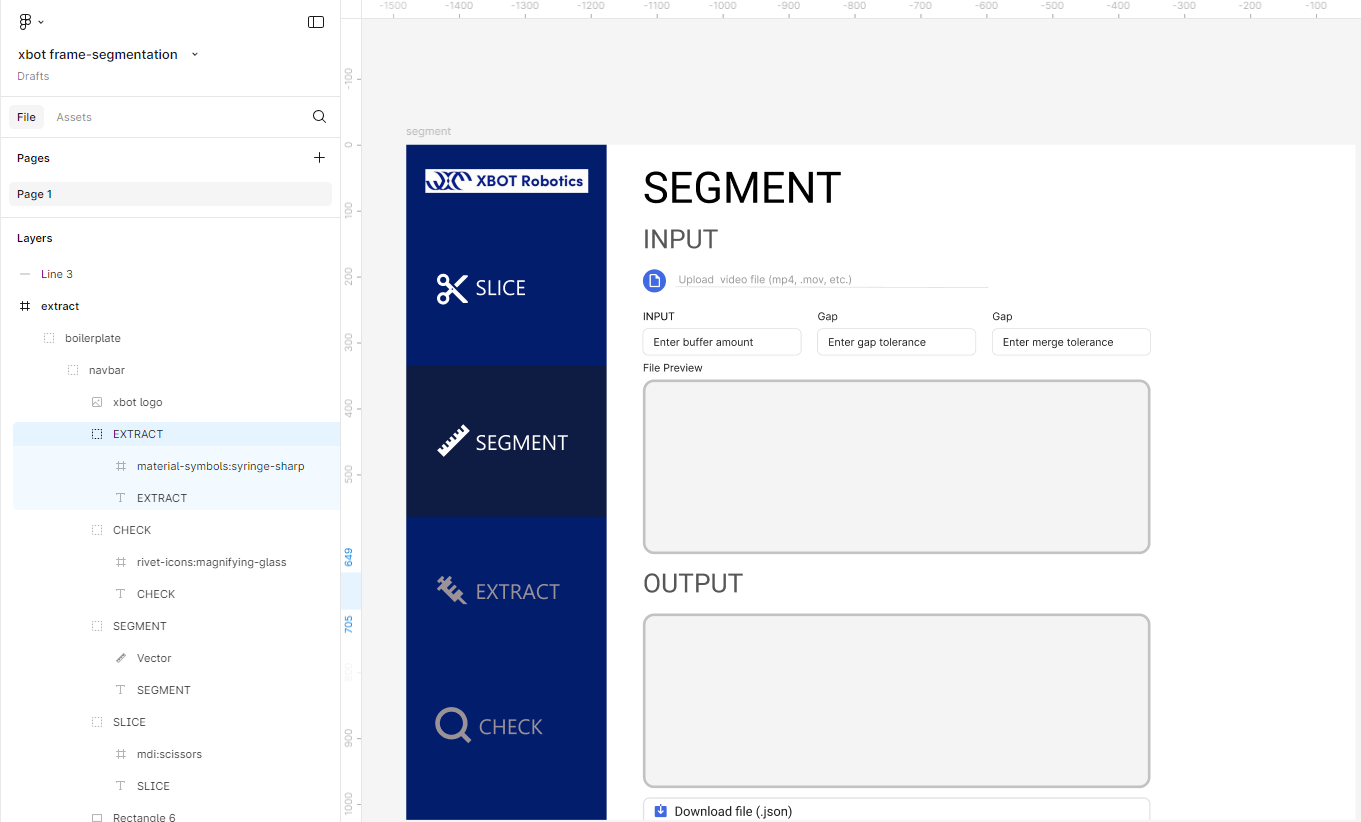 xbot frame-segmentation
Drafts
File
Assets
Pages
Page 1
Layers
Line 3
extract
boilerplate
navbar
xbot logo
EXTRACT
material-symbols:syringe-sharp
EXTRACT
CHECK
rivet-icons:magnifying-glass
CHECK
SEGMENT
Vector
SEGMENT
SLICE
mdi:scissors
SLICE
Rectangle 6
-1500 -1400 -1300 -1200 -1100 -1000 -900 -800 -700 -600 -500 -400 -300 -200 -100
-100
0
100
200
300
400
500
649
705
900
1000
segment
XBOT Robotics
SLICE
SEGMENT
EXTRACT
CHECK
SEGMENT
INPUT
Upload video file (mp4, .mov, etc.)
INPUT Gap Gap
Enter buffer amount Enter gap tolerance Enter merge tolerance
File Preview
OUTPUT
Download file (.json)